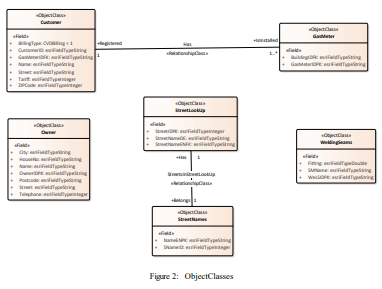 «ObjectClass»
Customer
«Field»
+ BillingType: CVDBilling = 1
+ CustomerID: esriFieldTypeString
+ GasMeterIDFK: esriFieldTypeString
+ Name: esriFieldTypeString
+ Street: esriFieldTypeString
+ Tariff: esriFieldTypeInteger
+ ZIPCode: esriFieldTypeInteger
+Registered
1
Has
«RelationshipClass»
+IsInstalled
1..*
«ObjectClass»
GasMeter
«Field»
+ BuildingIDFK: esriFieldTypeString
+ GasMeterIDPK: esriFieldTypeString
«ObjectClass»
StreetLookUp
«Field»
+ StreetIDPK: esriFieldTypeInteger
+ StreetNameDE: esriFieldTypeString
+ StreetNameENFK: esriFieldTypeString
«ObjectClass»
Owner
«Field»
+ City: esriFieldTypeString
+ HouseNo: esriFieldTypeString
+ Name: esriFieldTypeString
+ OwnerIDPK: esriFieldTypeString
+ Postcode: esriFieldTypeString
+ Street: esriFieldTypeString
+ Telephone: esriFieldTypeInteger
«ObjectClass»
WeldingSeams
«Field»
+ Fitting: esriFieldTypeDouble
+ SMName: esriFieldTypeString
+ esriFieldTypeString
+Has 1
StreetsInStreetLookUp
«RelationshipClass»
+Belongs 1
«ObjectClass»
StreetNames
«Field»
+ NameENPK: esriFieldTypeString
+ SNameID: esriFieldTypeInteger
Figure 2: ObjectClasses